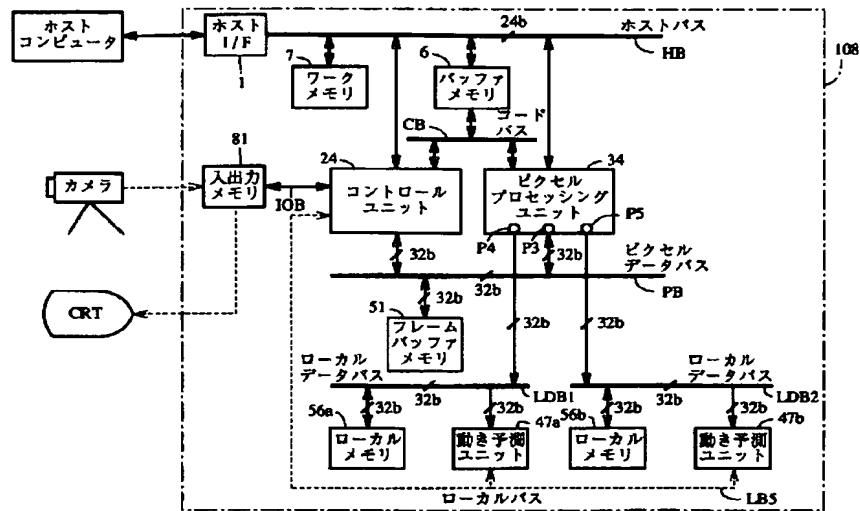 ホスト
コンピュータ
ホスト
I/F
1
24b
ホストバス
HB
108
7
ワーク
メモリ
6
バッファ
メモリ
CB
コード
バス
81
入出力
メモリ
カメラ
IOB
24
コントロール
ユニット
34
ピクセル
プロセッシング
ユニット
P4
P3
P5
32b
32b
ピクセル
データバス
32b
PB
CRT
51
32b
フレーム
バッファ
メモリ
32b
32b
ローカル
データバス
32b
LDB1
ローカル
データバス
32b
LDB2
56a
32b
ローカル
メモリ
32b
47a
動き予測
ユニット
56b
32b
ローカル
メモリ
32b
47b
動き予測
ユニット
ローカルバス
LB5